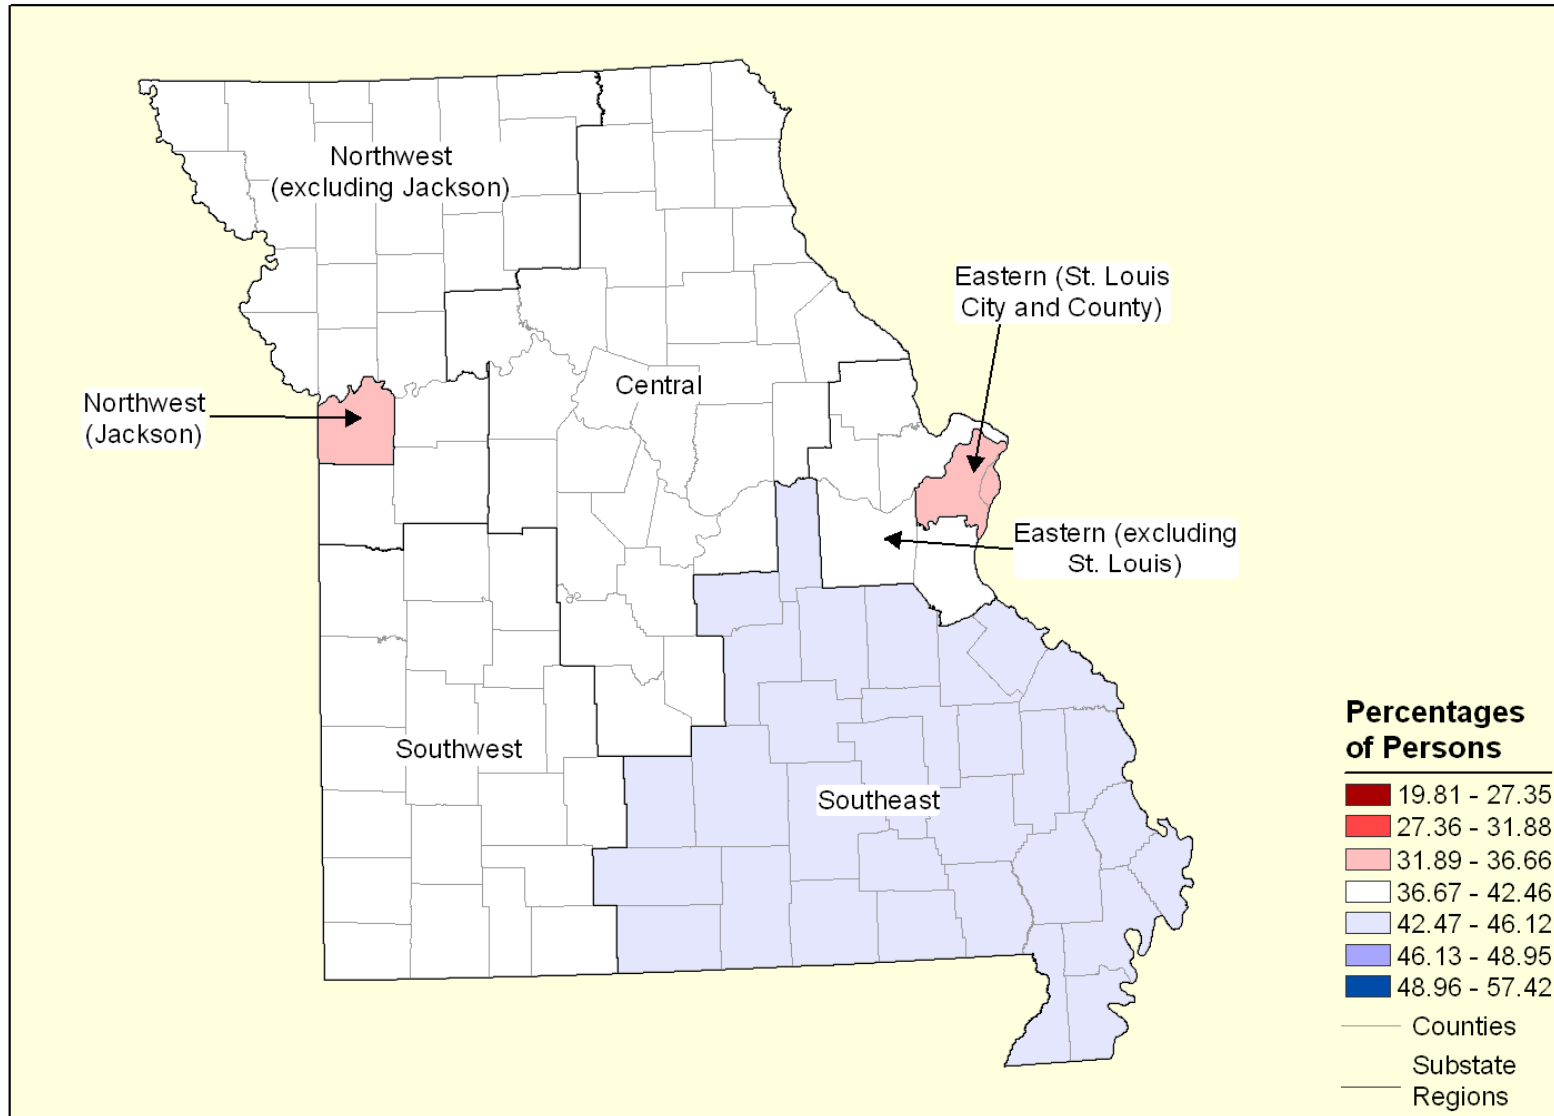 Northwest
(excluding Jackson)
Eastern (St. Louis
City and County)
Central
Northwest
(Jackson)
Eastern (excluding
St. Louis)
Southwest
Southeast
Percentages
of Persons
19.81 - 27.35
27.36 - 31.88
31.89 - 36.66
36.67 - 42.46
42.47 - 46.12
46.13 - 48.95
48.96 - 57.42
Counties
Substate
Regions